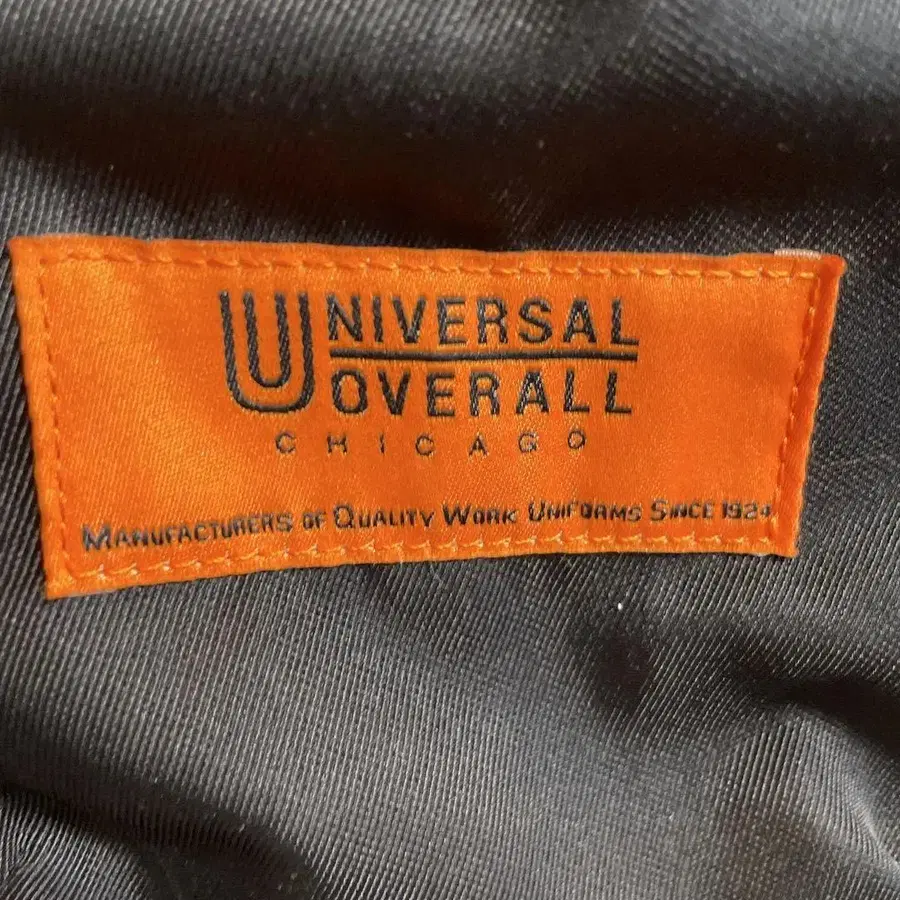 UNIVERSAL
OVERALL
CHICAGO
MANUFACTURERS OF QUALITY WORK UNIFORMS SINCE 1924